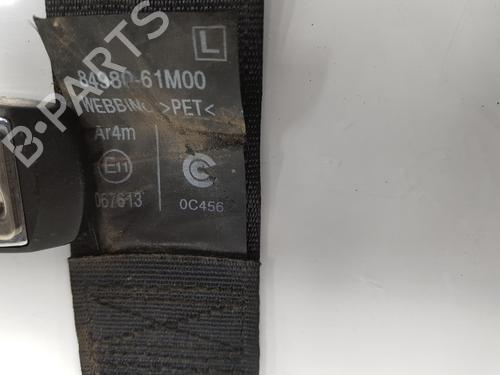 L
84980-61M00
WEBBING >PET<
Ar4m
E11
067613
0C456
B-PARTS